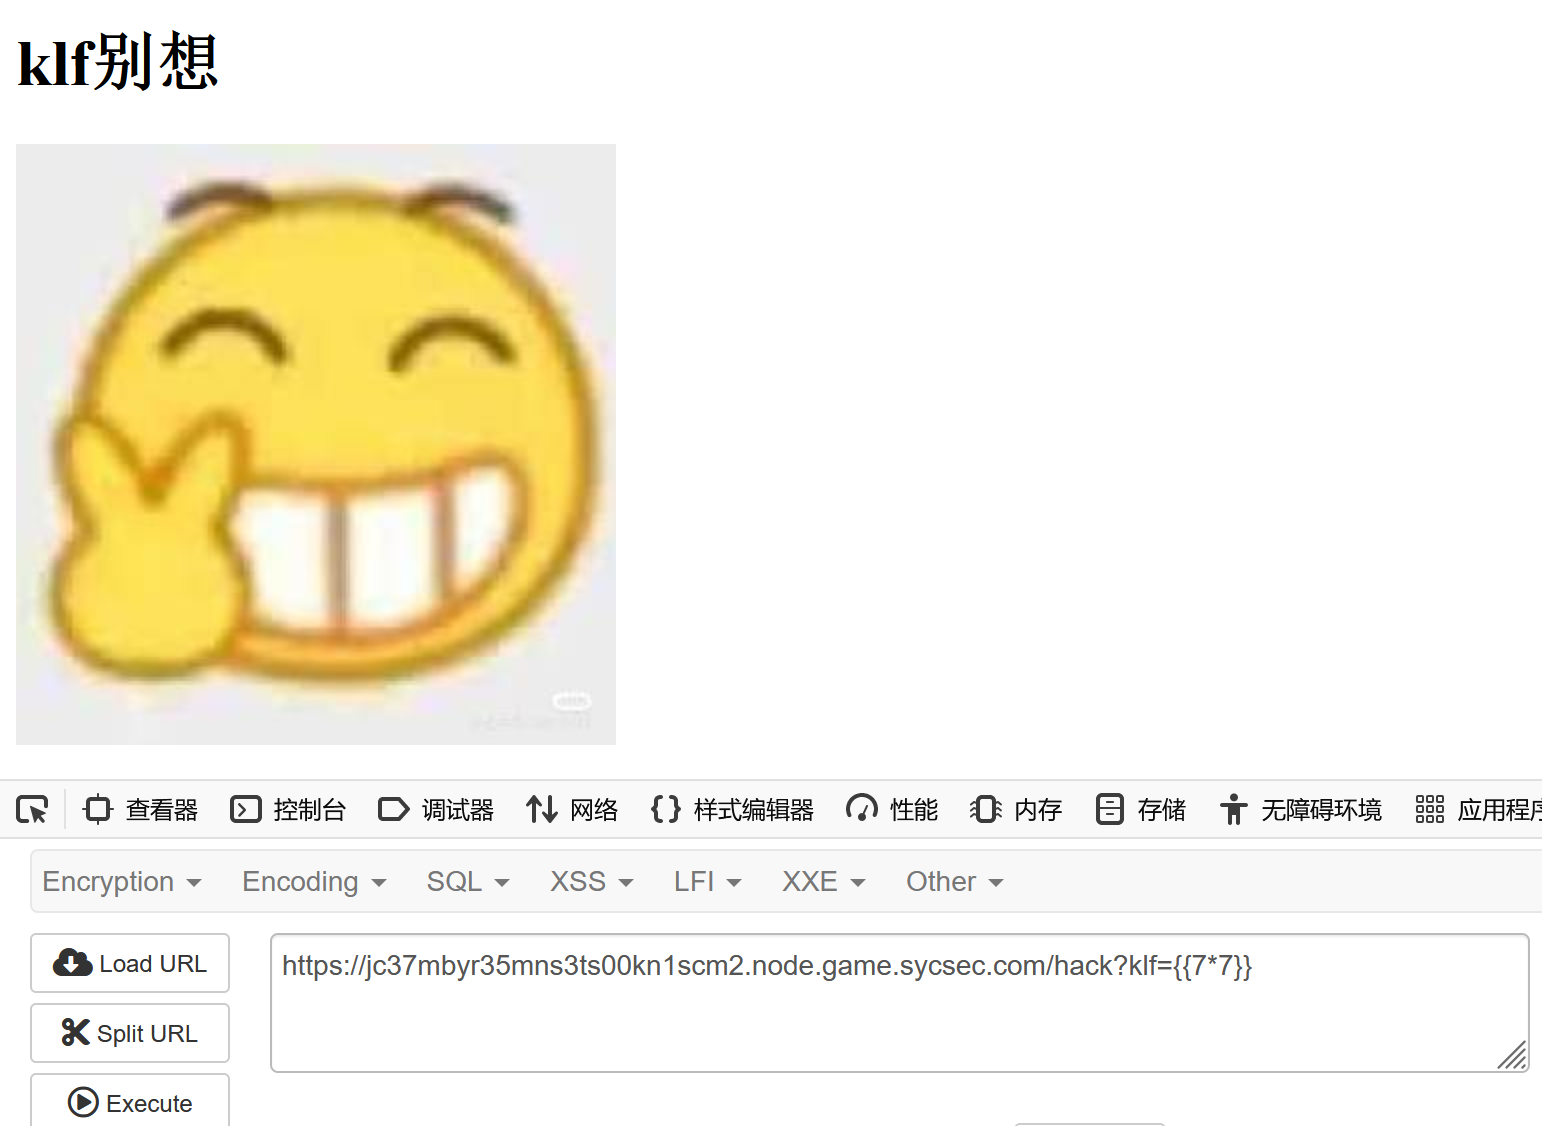 klf别想
查看器 控制台 调试器 网络 样式编辑器 性能 内存 存储 无障碍环境 应用程序
Encryption Encoding SQL XSS LFI XXE Other
Load URL
https://jc37mbyr35mns3ts00kn1scm2.node.game.sycsec.com/hack?klf={{7*7}}
Split URL
Execute